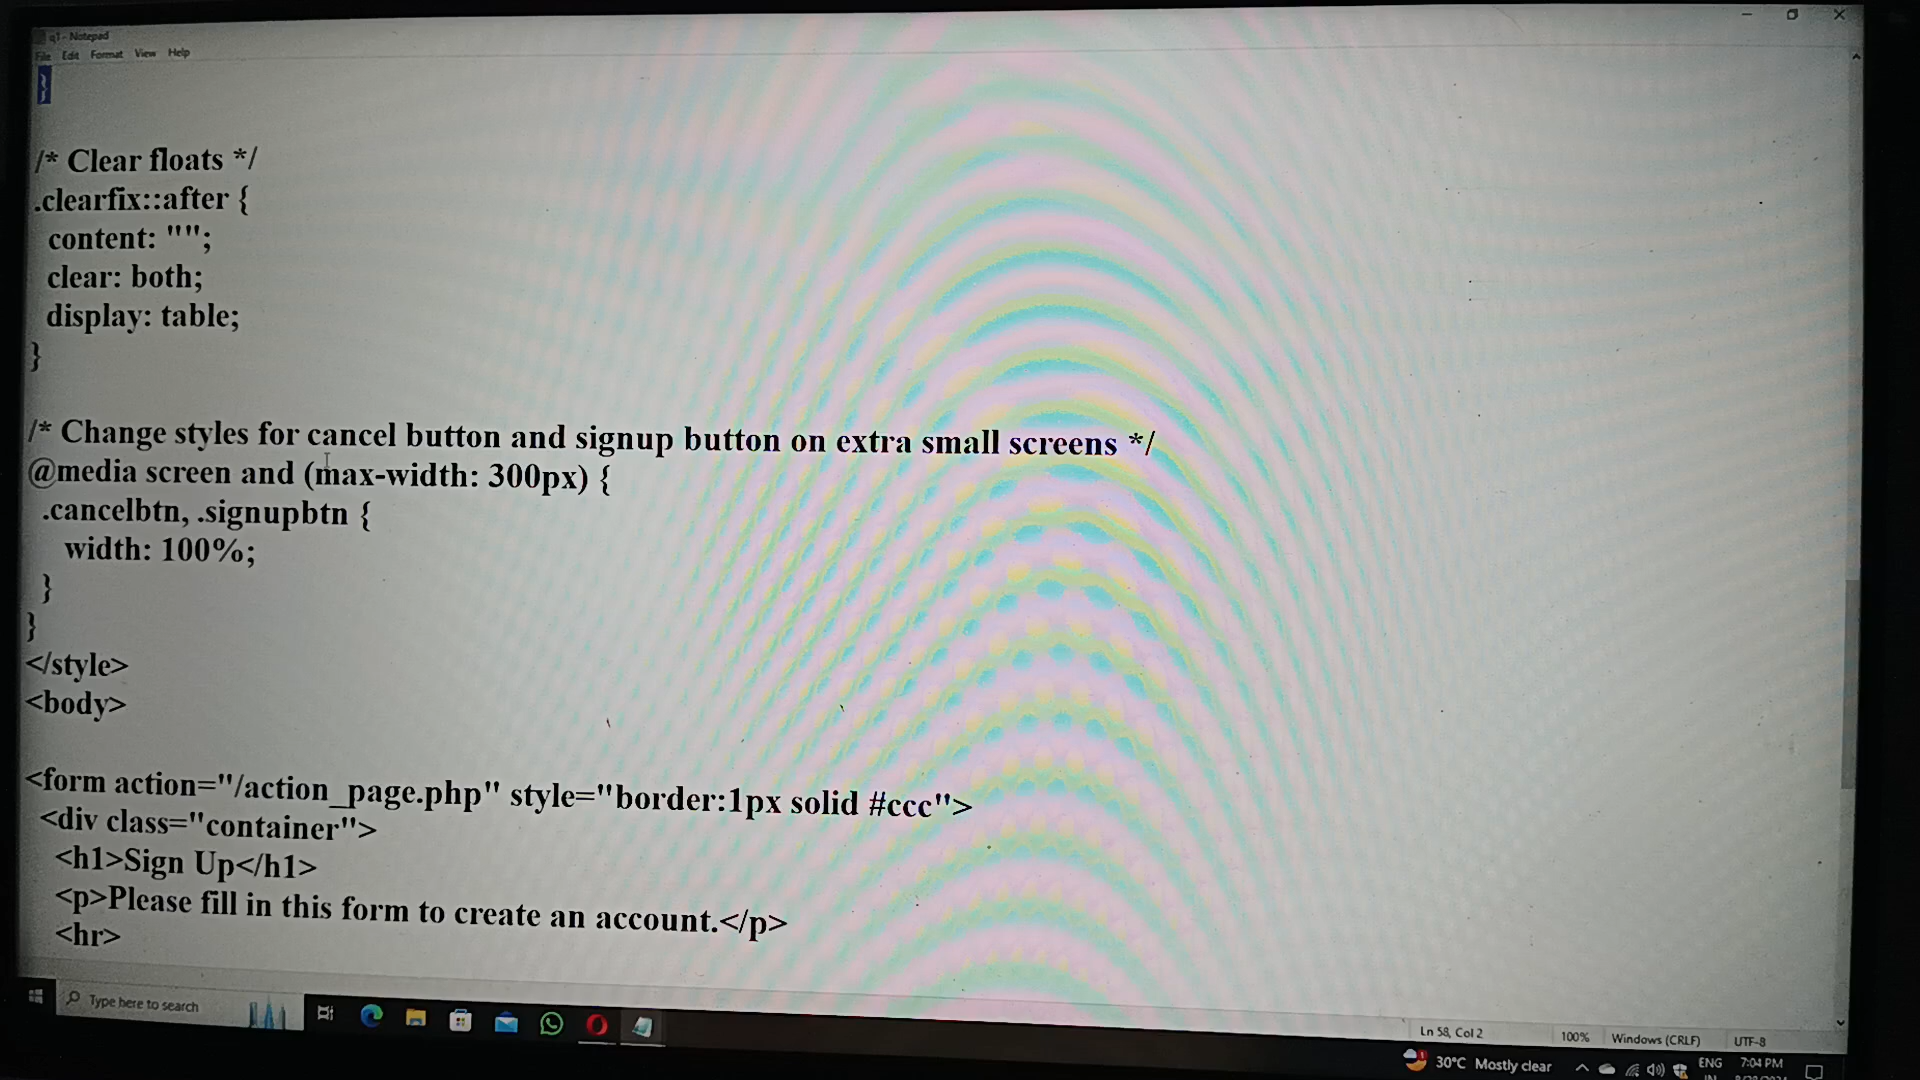 q1 - Notepad
File Edit Format View Help
}
/* Clear floats */
.clearfix::after {
content: "";
clear: both;
display: table;
}
/* Change styles for cancel button and signup button on extra small screens */
@media screen and (max-width: 300px) {
.cancelbtn, .signupbtn {
width: 100%;
}
}
</style>
<body>
<form action="/action_page.php" style="border:1px solid #ccc">
<div class="container">
<h1>Sign Up</h1>
<p>Please fill in this form to create an account.</p>
<hr>
Ln 58, Col 2 100% Windows (CRLF) UTF-8
Type here to search
30°C Mostly clear ENG 7:04 PM